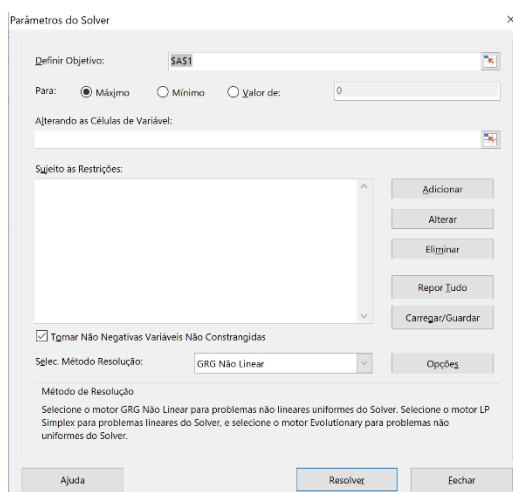 Parâmetros do Solver
Definir Objetivo: $A$1
Para: Máximo Mínimo Valor de: 0
Alterando as Células de Variável:
Sujeito às Restrições:
Adicionar
Alterar
Eliminar
Repor Tudo
Carregar/Guardar
Tornar Não Negativas Variáveis Não Constrangidas
Selec. Método Resolução: GRG Não Linear Opções
Método de Resolução
Selecione o motor GRG Não Linear para problemas não lineares uniformes do Solver. Selecione o motor LP
Simplex para problemas lineares do Solver, e selecione o motor Evolutionary para problemas não
uniformes do Solver.
Ajuda Resolver Fechar